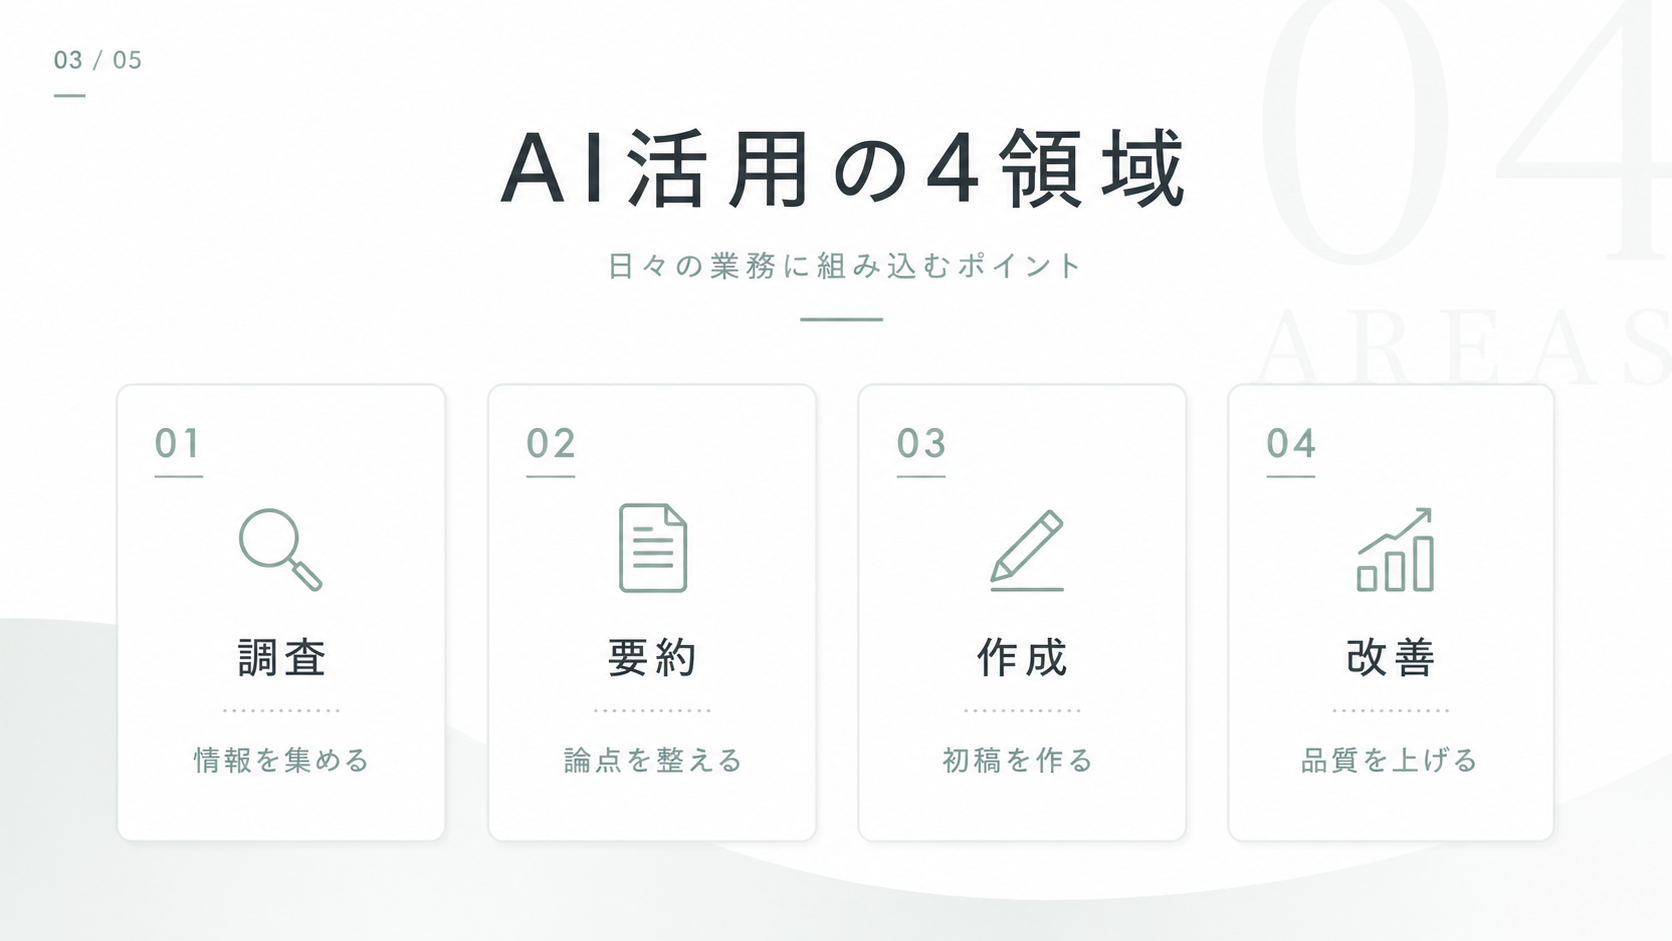 03 / 05
04
AREAS
AI活用の4領域
日々の業務に組み込むポイント
01
調査
情報を集める
02
要約
論点を整える
03
作成
初稿を作る
04
改善
品質を上げる